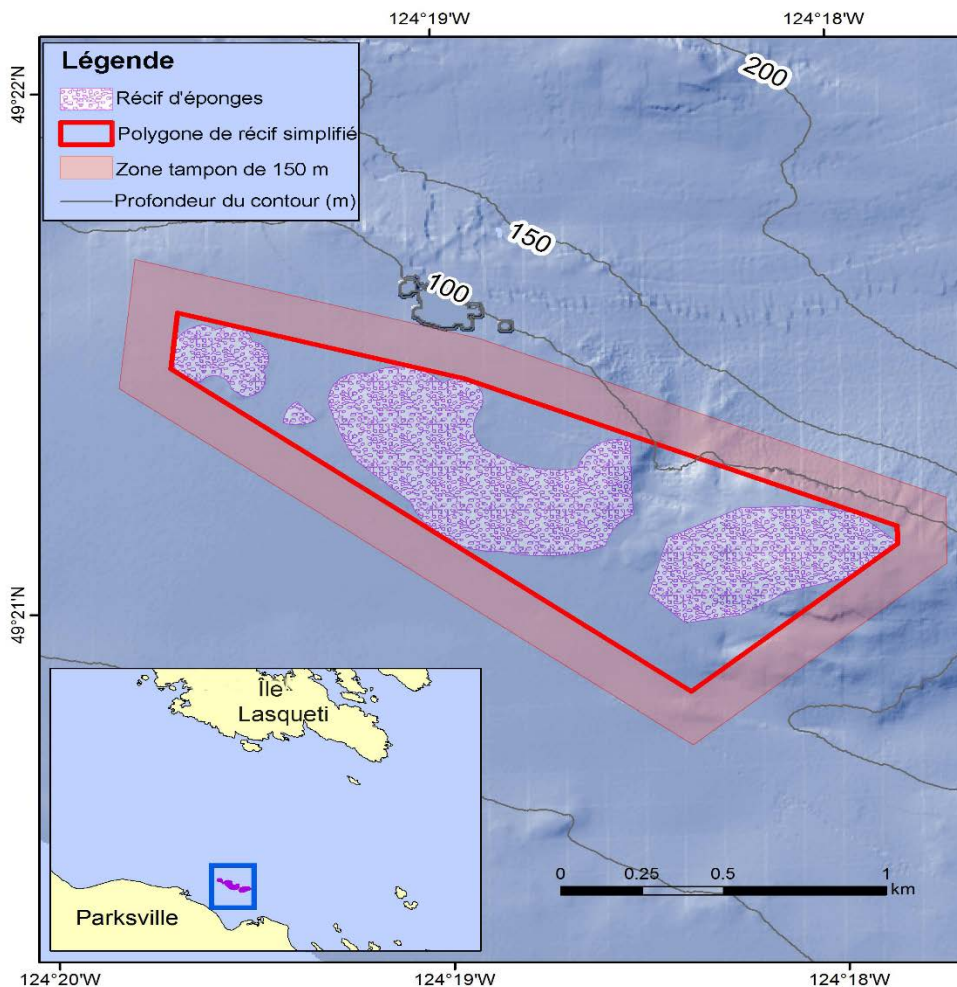 124°19'W 124°18'W
49°22'N
Légende
Récif d'éponges
Polygone de récif simplifié
Zone tampon de 150 m
Profondeur du contour (m)
200
150
100
49°21'N
Île
Lasqueti
Parksville
0 0.25 0.5 1
km
124°20'W 124°19'W 124°18'W